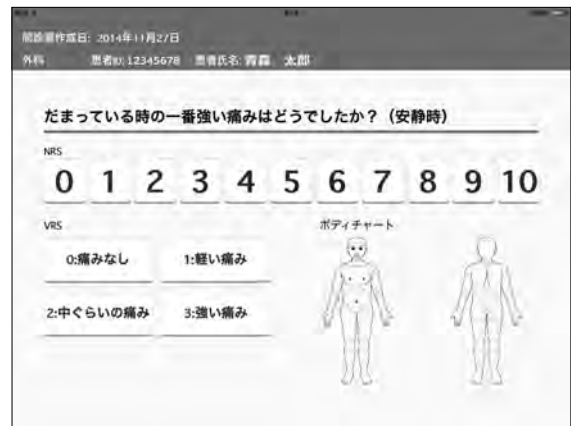 問診票作成日: 2014年11月27日
外科 患者ID: 12345678 患者氏名: 青森 太郎
だまっている時の一番強い痛みはどうでしたか？（安静時）
NRS
0 1 2 3 4 5 6 7 8 9 10
VRS
ボディチャート
0:痛みなし 1:軽い痛み
2:中ぐらいの痛み 3:強い痛み